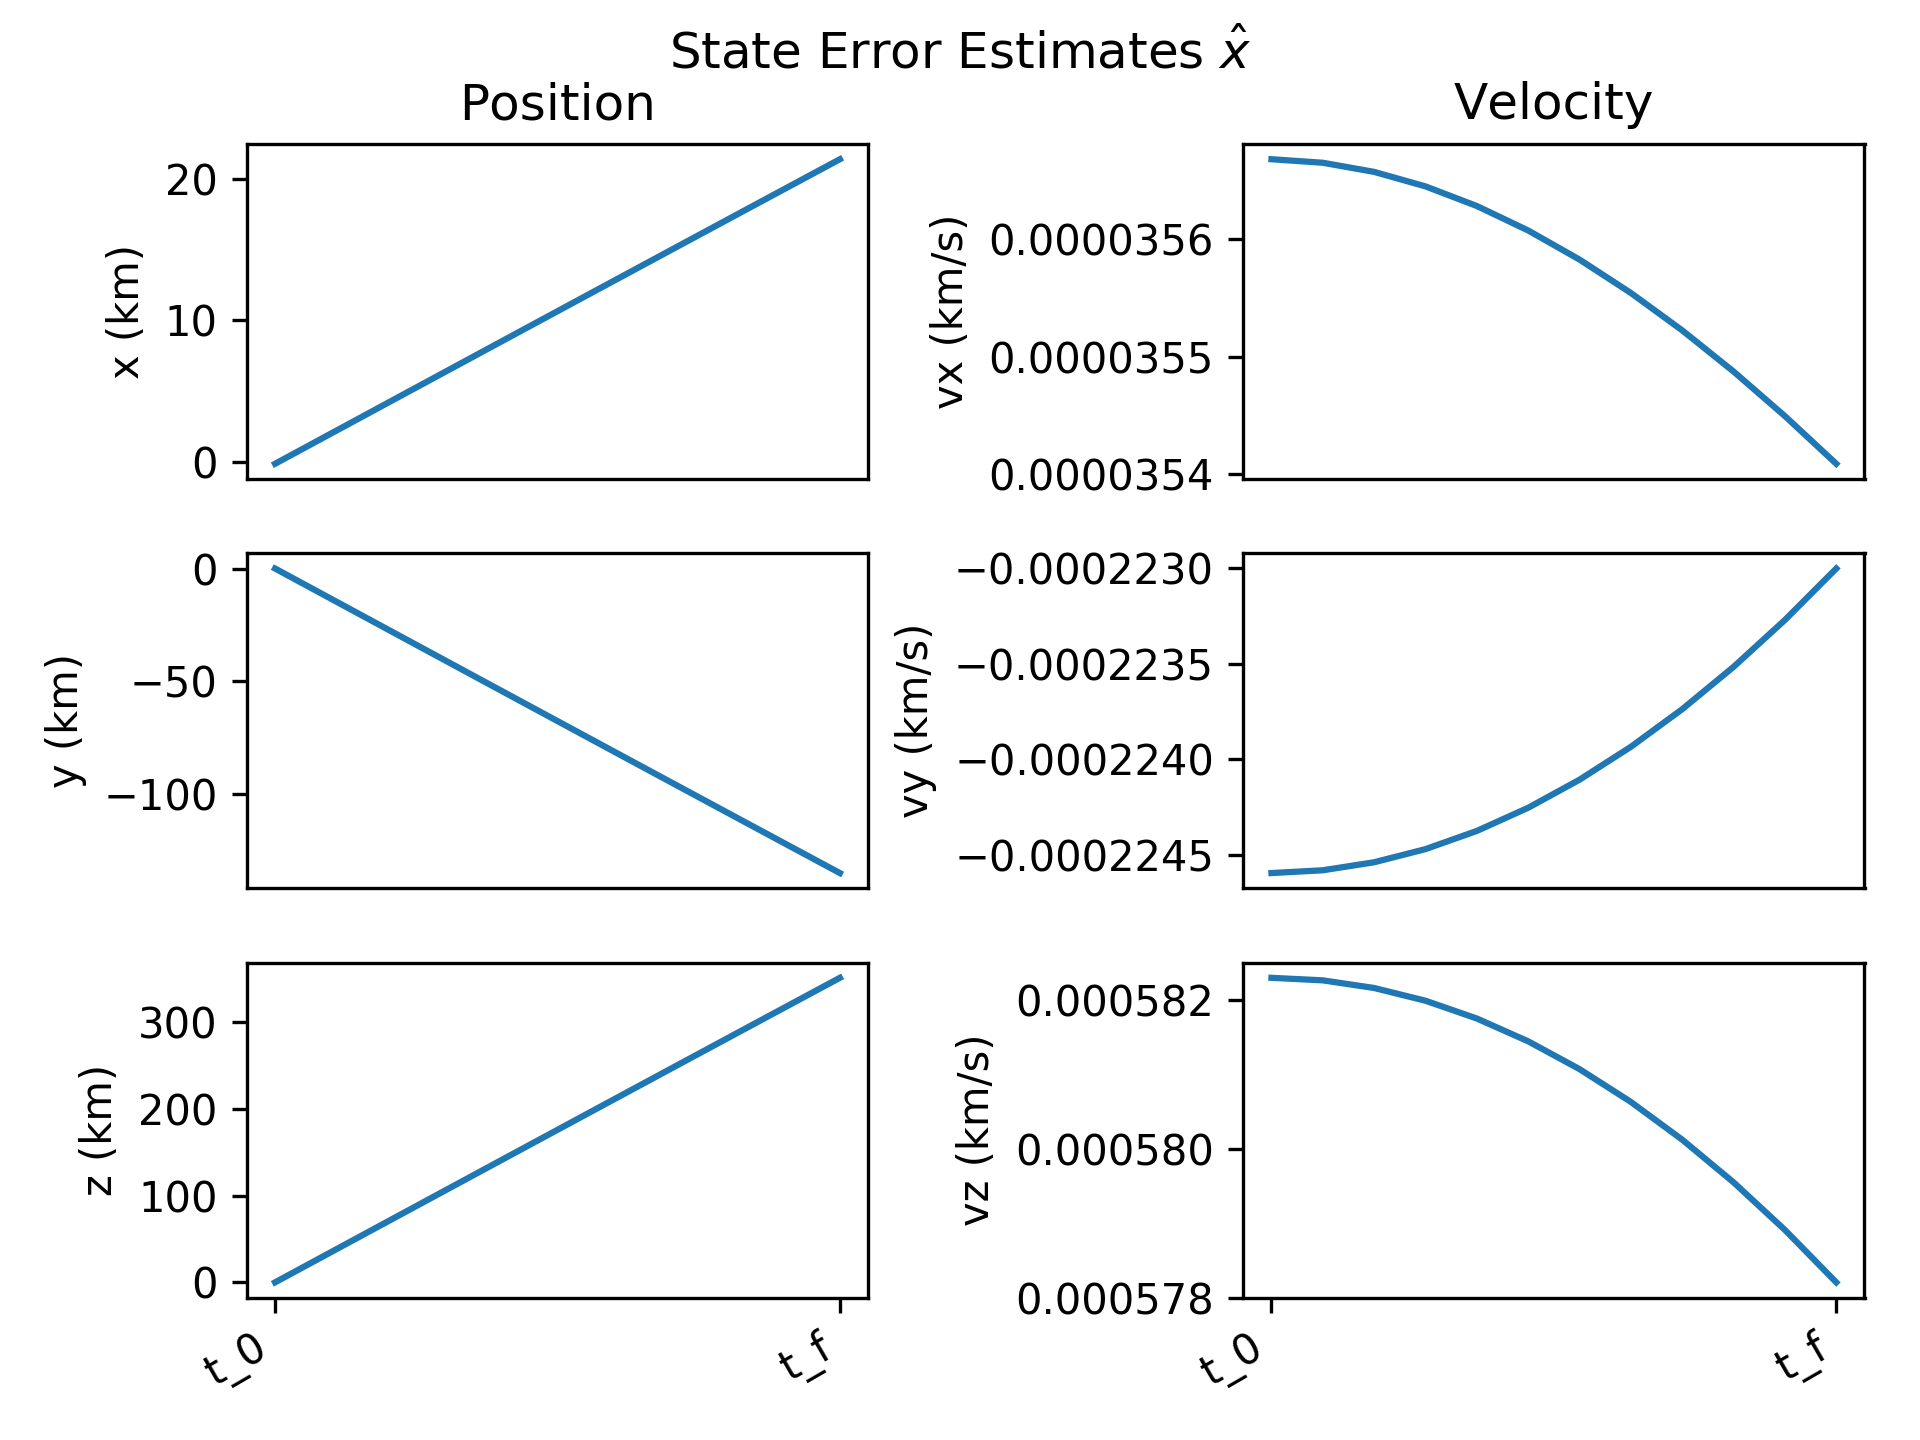 State Error Estimates x̂
Position
Velocity
x (km)
20
10
0
vx (km/s)
0.0000356
0.0000355
0.0000354
y (km)
0
−50
−100
vy (km/s)
−0.0002230
−0.0002235
−0.0002240
−0.0002245
z (km)
300
200
100
0
vz (km/s)
0.000582
0.000580
0.000578
t_0
t_f
t_0
t_f